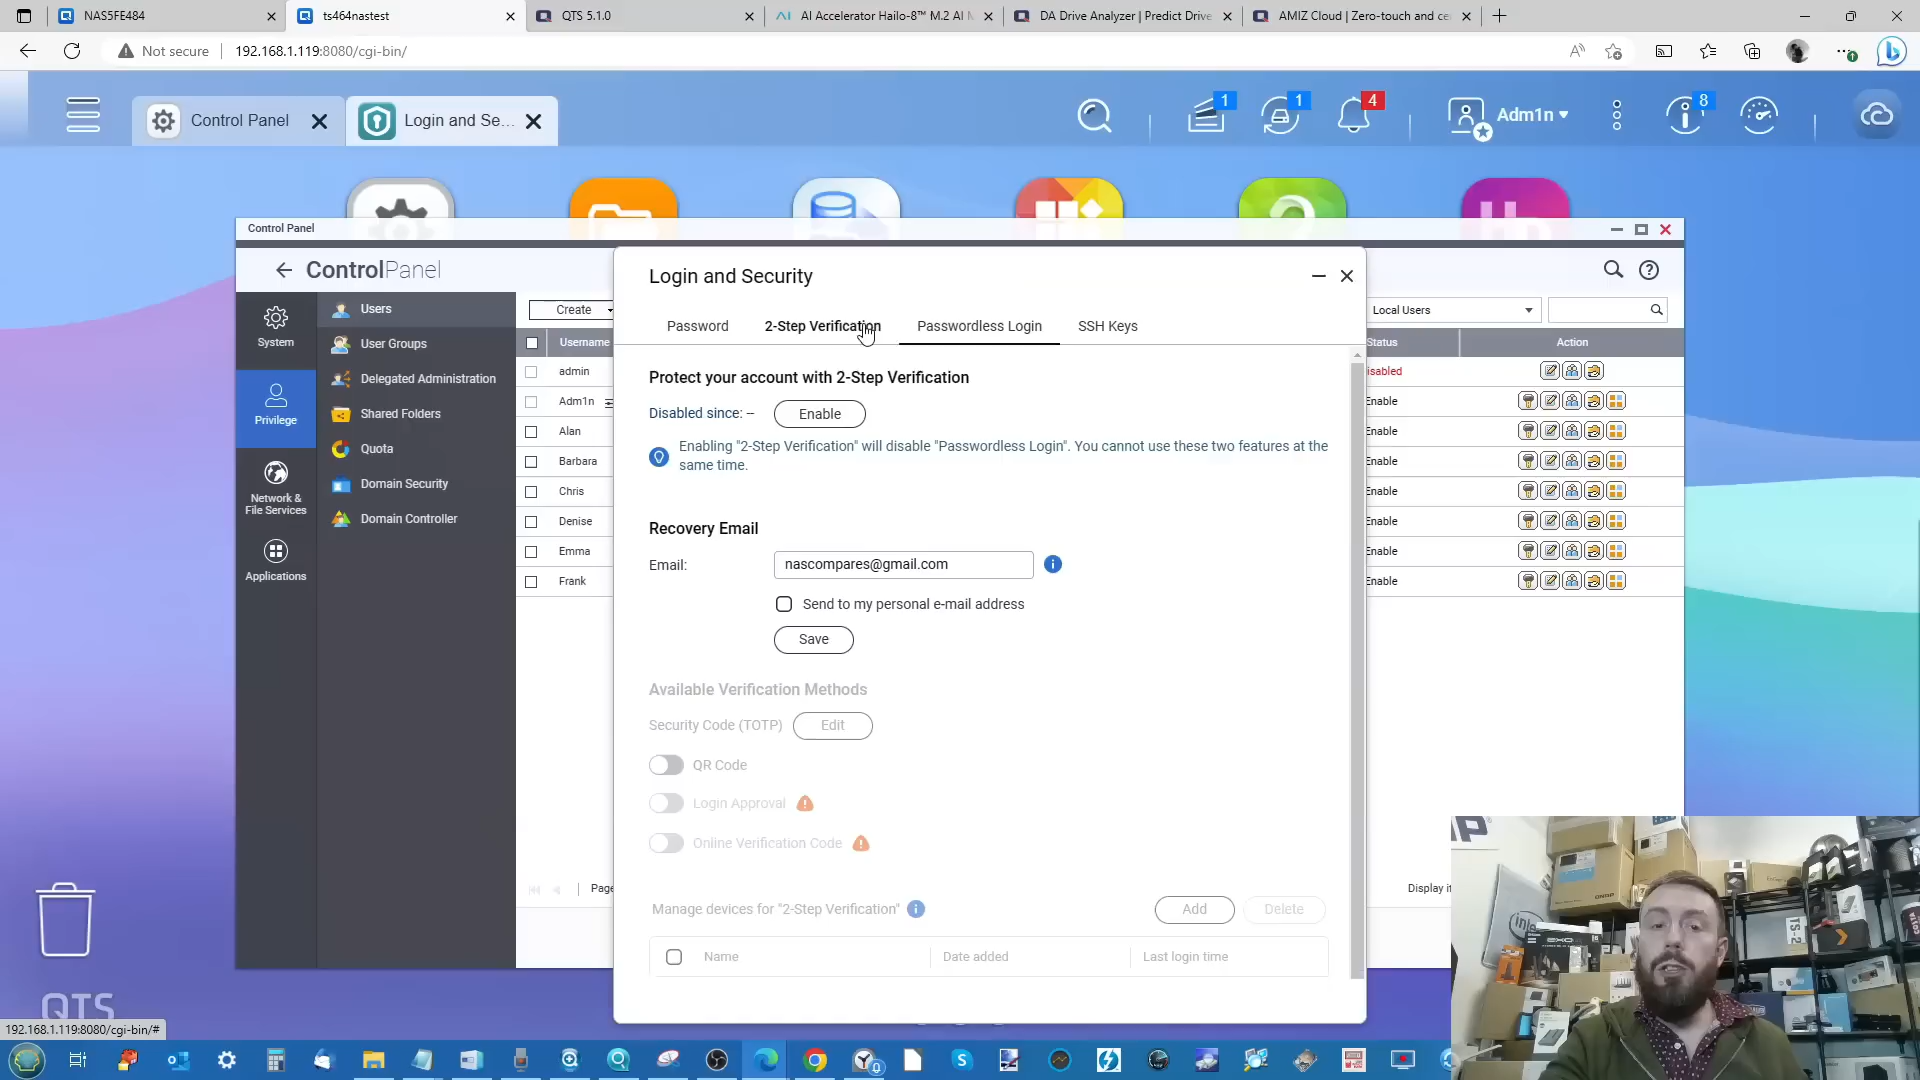 NAS5FE484
ts464nastest
QTS 5.1.0
AI Accelerator Hailo-8™ M.2 AI M
DA Drive Analyzer | Predict Drive
AMIZ Cloud | Zero-touch and ce
Not secure
192.168.1.119:8080/cgi-bin/
Control Panel
Login and Se...
1
1
4
Adm1n
8
Control Panel
ControlPanel
Login and Security
Password
2-Step Verification
Passwordless Login
SSH Keys
System
Privilege
Network &
File Services
Applications
Users
User Groups
Delegated Administration
Shared Folders
Quota
Domain Security
Domain Controller
Create
Local Users
Username
Status
Action
admin
isabled
Adm1n
Enable
Alan
Enable
Barbara
Enable
Chris
Enable
Denise
Enable
Emma
Enable
Frank
Enable
Protect your account with 2-Step Verification
Disabled since: --
Enable
Enabling "2-Step Verification" will disable "Passwordless Login". You cannot use these two features at the
same time.
Recovery Email
Email:
nascompares@gmail.com
Send to my personal e-mail address
Save
Available Verification Methods
Security Code (TOTP)
Edit
QR Code
Login Approval
Online Verification Code
Page
Display it
Manage devices for "2-Step Verification"
Add
Delete
Name
Date added
Last login time
QTS
192.168.1.119:8080/cgi-bin/#
intel